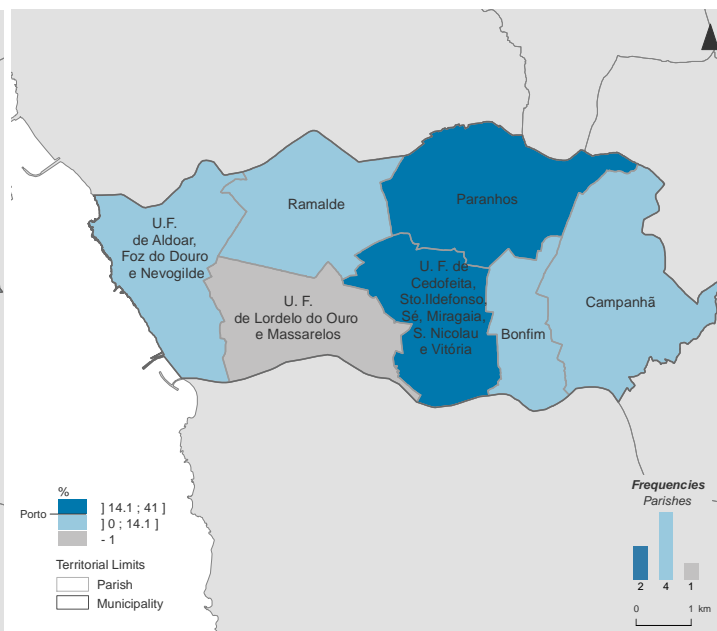 Ramalde
Paranhos
U.F.
de Aldoar,
Foz do Douro
e Nevogilde
U. F. de
Cedofeita,
Sto.Ildefonso,
Sé, Miragaia,
S. Nicolau
e Vitória
U. F.
de Lordelo do Ouro
e Massarelos
Bonfim
Campanhã
%
Porto
] 14.1 ; 41 ]
] 0 ; 14.1 ]
- 1
Territorial Limits
Parish
Municipality
Frequencies
Parishes
2 4 1
0 1 km